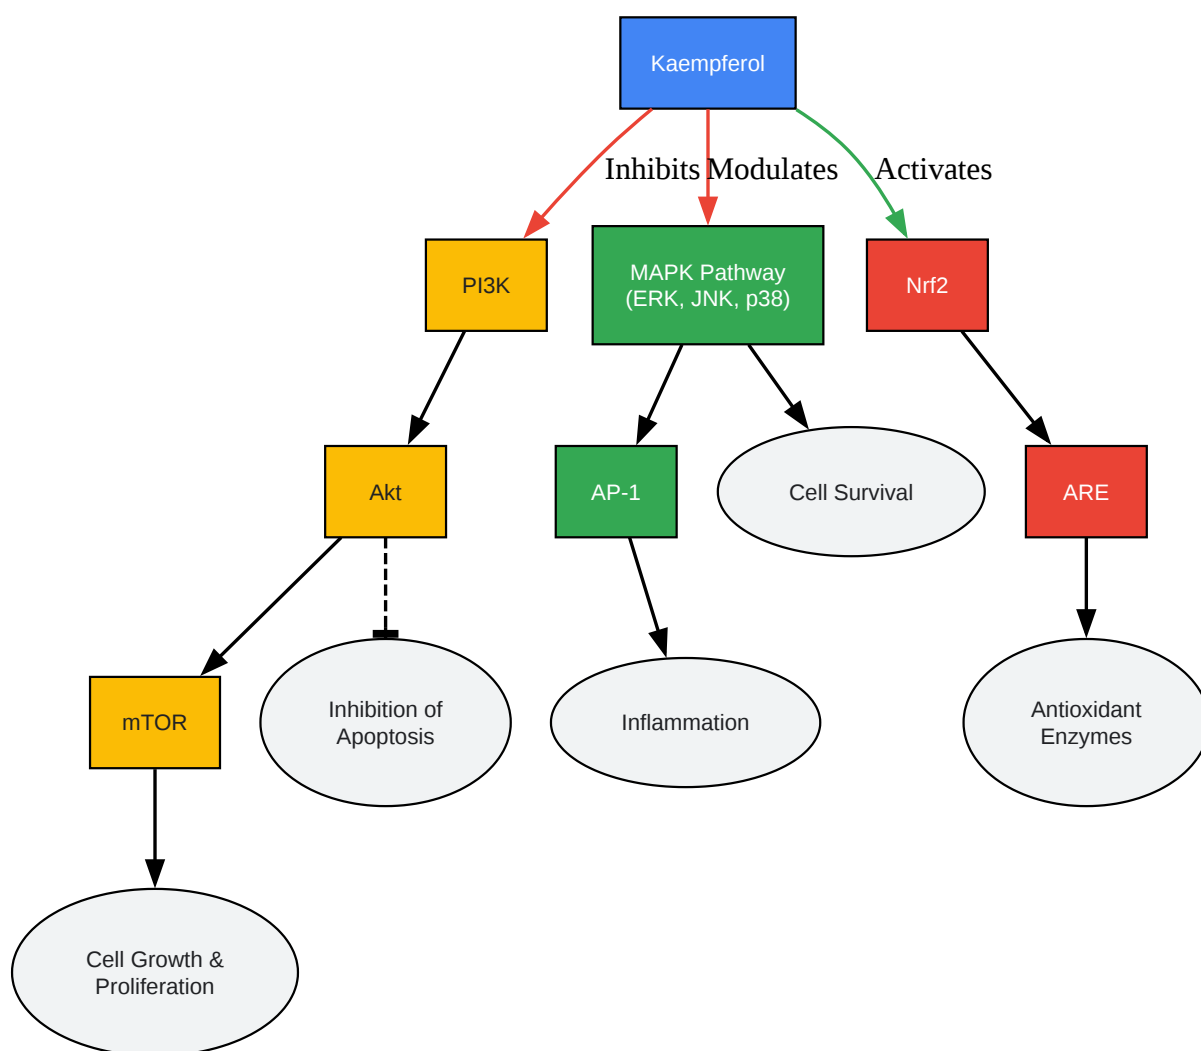 Kaempferol
Inhibits
Modulates
Activates
PI3K
MAPK Pathway
(ERK, JNK, p38)
Nrf2
Akt
AP-1
Cell Survival
ARE
mTOR
Inhibition of
Apoptosis
Inflammation
Antioxidant
Enzymes
Cell Growth &
Proliferation